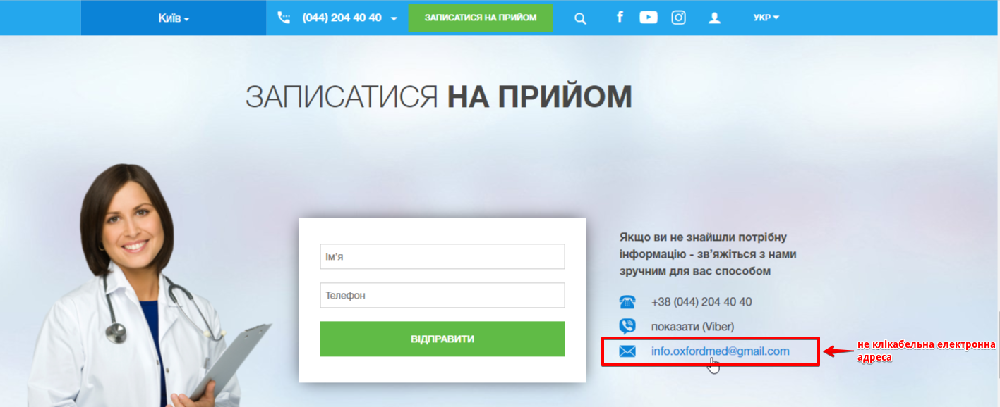 Київ
(044) 204 40 40
ЗАПИСАТИСЯ НА ПРИЙОМ
УКР
ЗАПИСАТИСЯ НА ПРИЙОМ
Ім'я
Телефон
ВІДПРАВИТИ
Якщо ви не знайшли потрібну
інформацію - зв'яжіться з нами
зручним для вас способом
+38 (044) 204 40 40
показати (Viber)
info.oxfordmed@gmail.com
не клікабельна електронна
адреса